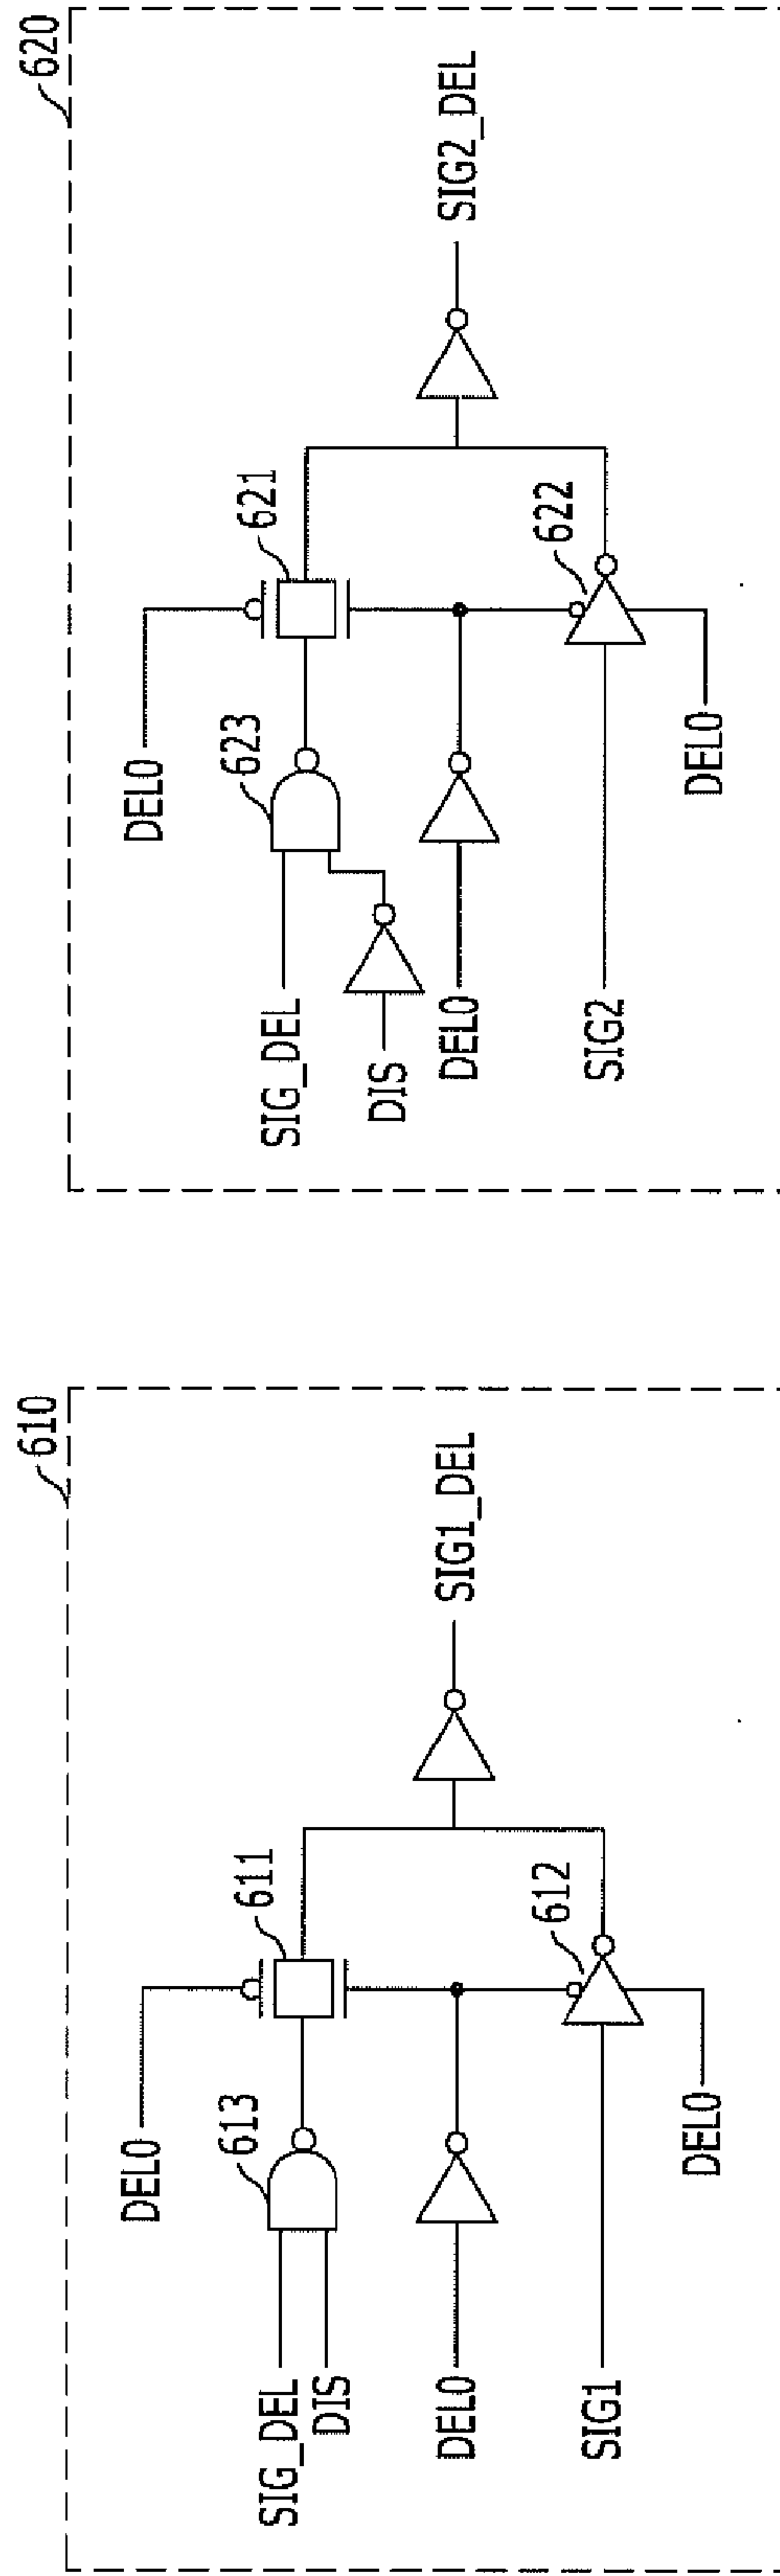 610
DEL0
611
613
SIG_DEL
DIS
SIG1_DEL
DEL0
612
SIG1
DEL0
620
DEL0
621
623
SIG_DEL
DIS
SIG2_DEL
DEL0
622
SIG2
DEL0